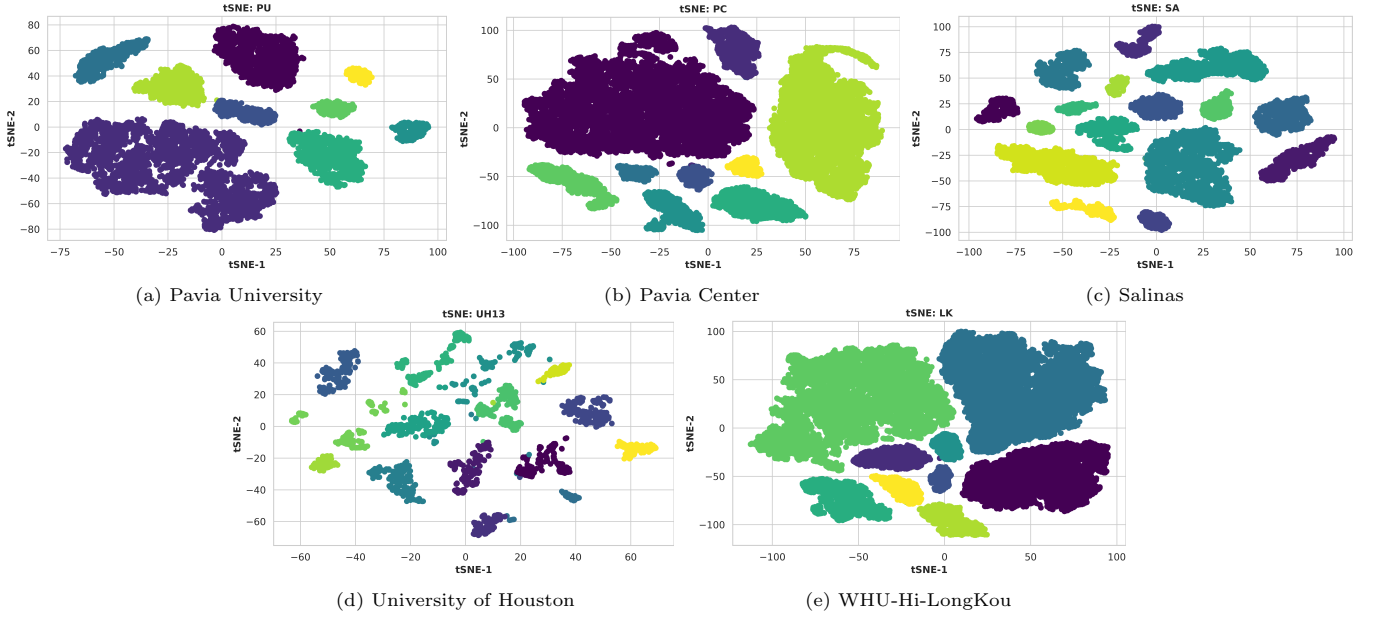 tSNE: PU
80
60
40
20
0
−20
−40
−60
−80
tSNE-2
−75 −50 −25 0 25 50 75 100
tSNE-1
(a) Pavia University
tSNE: PC
100
50
0
−50
−100
tSNE-2
−100 −75 −50 −25 0 25 50 75
tSNE-1
(b) Pavia Center
tSNE: SA
100
75
50
25
0
−25
−50
−75
−100
tSNE-2
−100 −75 −50 −25 0 25 50 75 100
tSNE-1
(c) Salinas
tSNE: UH13
60
40
20
0
−20
−40
−60
tSNE-2
−60 −40 −20 0 20 40 60
tSNE-1
(d) University of Houston
tSNE: LK
100
50
0
−50
−100
tSNE-2
−100 −50 0 50 100
tSNE-1
(e) WHU-Hi-LongKou